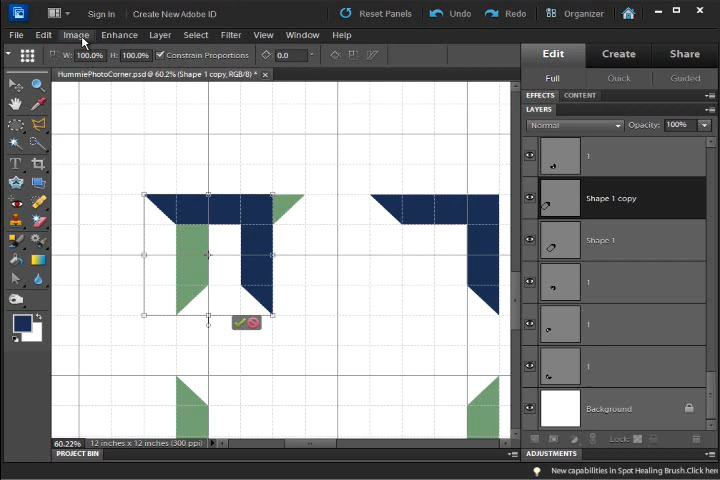 Sign In Create New Adobe ID Reset Panels Undo Redo Organizer
File Edit Image Enhance Layer Select Filter View Window Help
W: 100.0% H: 100.0% Constrain Proportions 0.0
Edit Create Share
HummiePhotoCorner.psd @ 60.2% (Shape 1 copy, RGB/8) * ×
Full Quick Guided
EFFECTS CONTENT
LAYERS
Normal Opacity: 100%
1
Shape 1 copy
Shape 1
1
1
1
Background
60.22% 12 inches x 12 inches (300 ppi)
Lock:
PROJECT BIN
ADJUSTMENTS
New capabilities in Spot Healing Brush.Click here